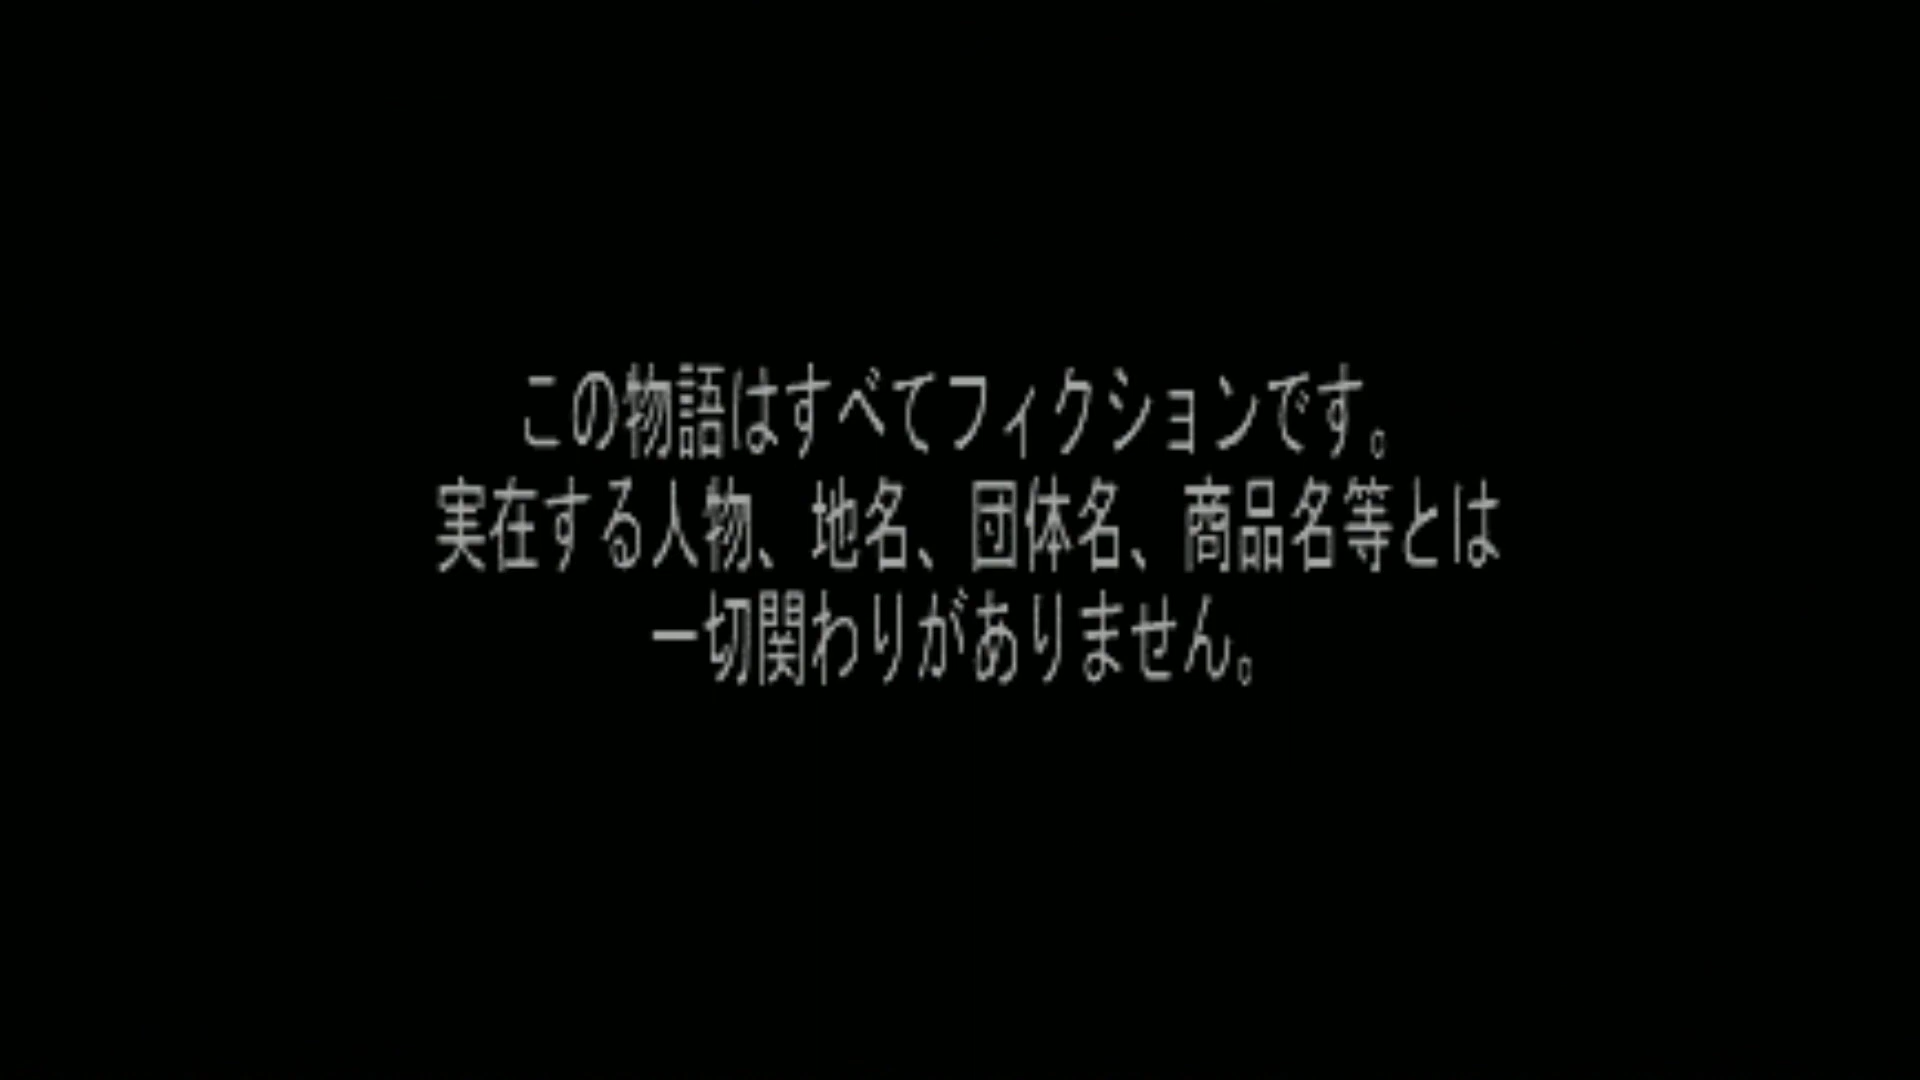 この物語はすべてフィクションです。
実在する人物、地名、団体名、商品名等とは
一切関わりがありません。